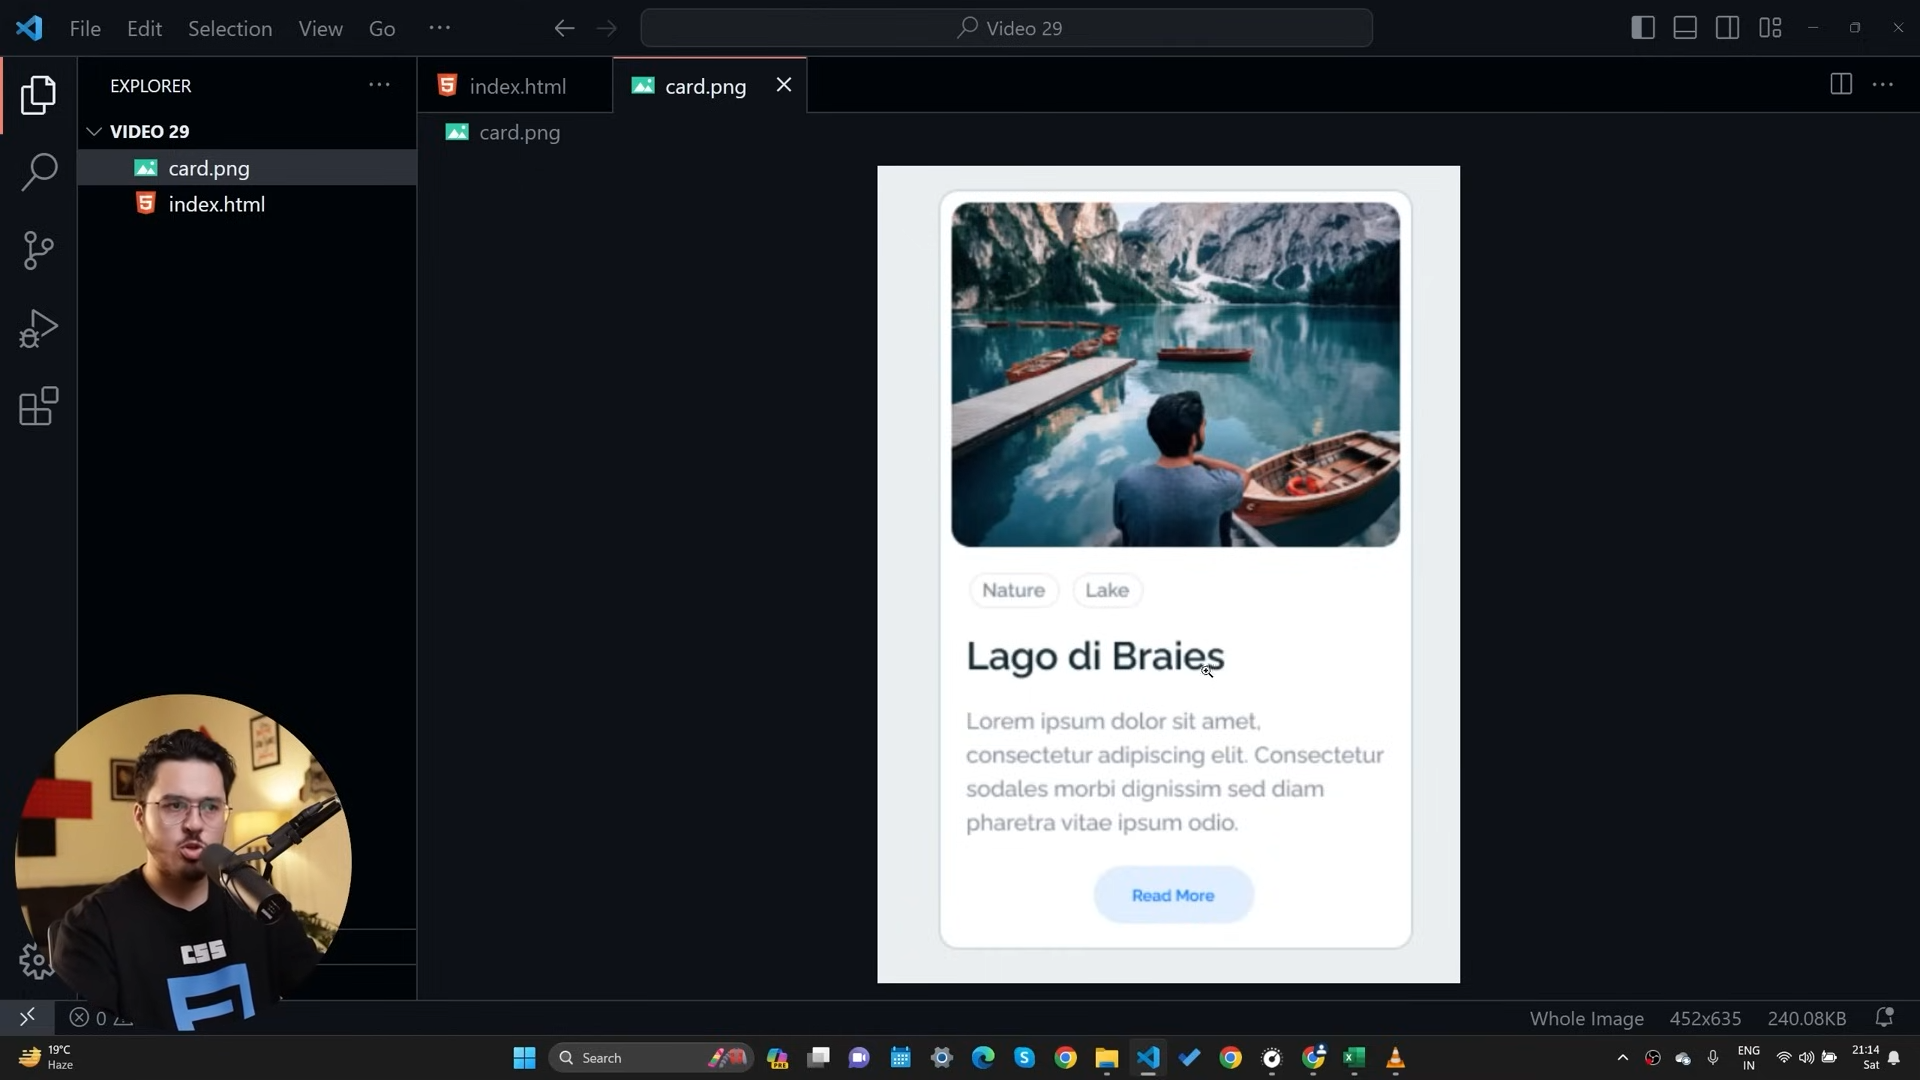 File Edit Selection View Go ···
Video 29
EXPLORER ···
index.html
card.png
VIDEO 29
card.png
index.html
card.png
Nature Lake
Lago di Braies
Lorem ipsum dolor sit amet,
consectetur adipiscing elit. Consectetur
sodales morbi dignissim sed diam
pharetra vitae ipsum odio.
Read More
CSS
0
Whole Image 452x635 240.08KB
19°C
Haze
Search
PRE
ENG
IN
21:14
Sat